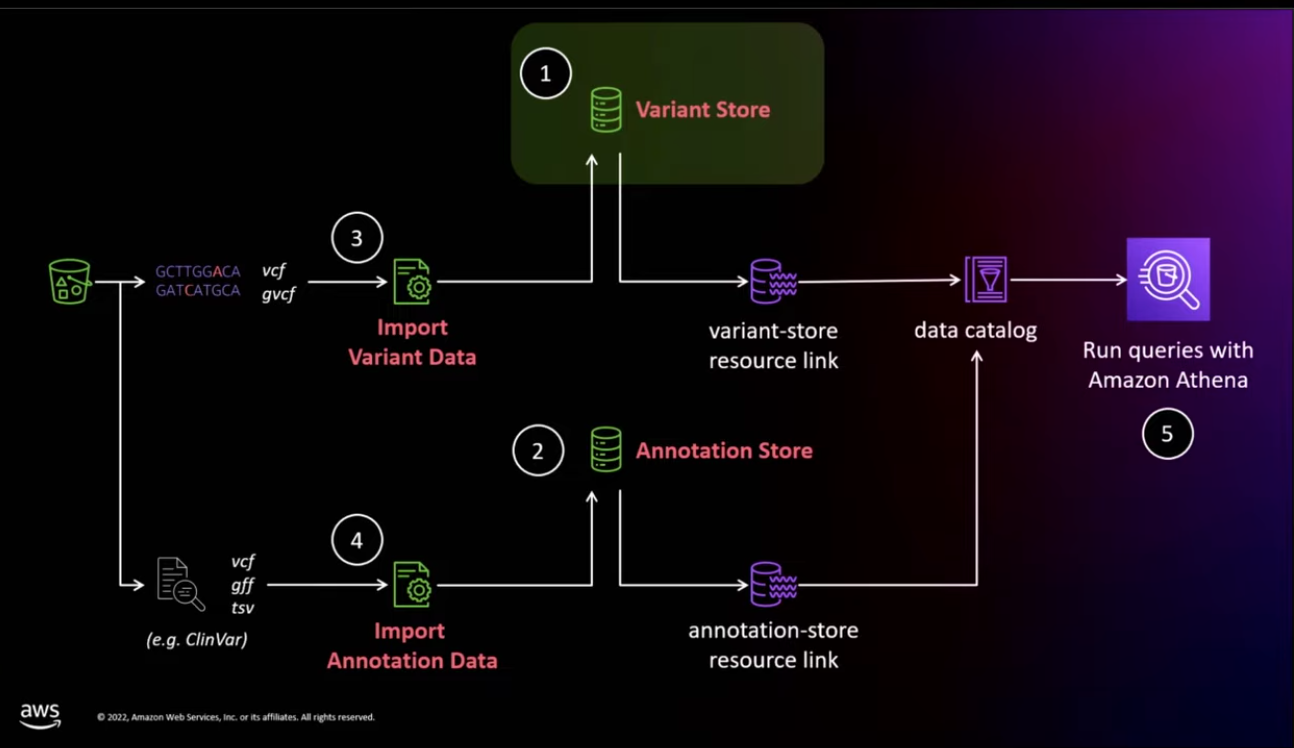 1
Variant Store
3
GCTTGGACA
GATCATGCA
vcf
gvcf
Import
Variant Data
variant-store
resource link
data catalog
Run queries with
Amazon Athena
5
2
Annotation Store
4
vcf
gff
tsv
(e.g. ClinVar)
Import
Annotation Data
annotation-store
resource link
aws
© 2022, Amazon Web Services, Inc. or its affiliates. All rights reserved.